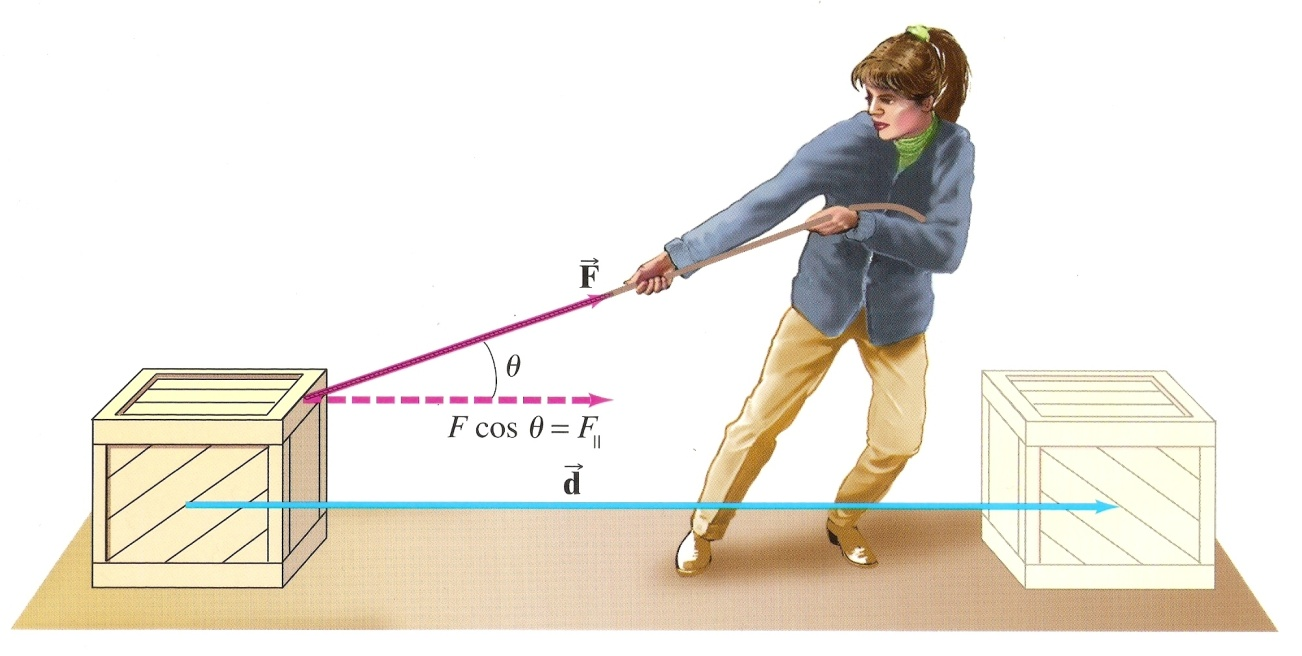 F⃗
θ
F cos θ = F∥
d⃗